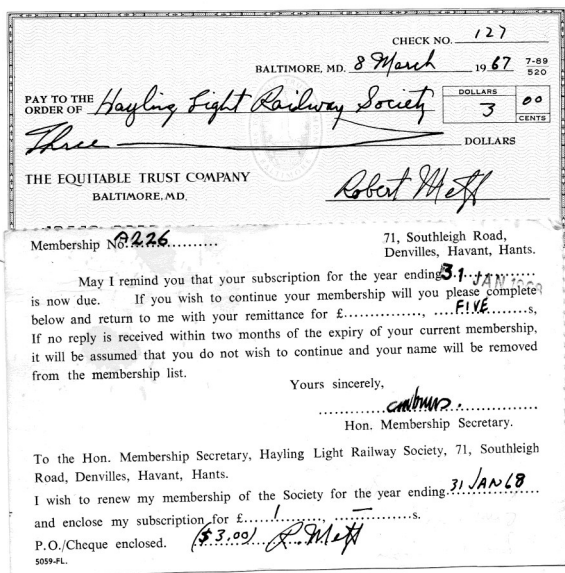 CHECK NO. 127
BALTIMORE, MD. 8 March 1967 7-89
520
PAY TO THE
ORDER OF Hayling Light Railway Society DOLLARS 3 00 CENTS
Three DOLLARS
THE EQUITABLE TRUST COMPANY
BALTIMORE, MD.
Robert
Membership No. A226
71, Southleigh Road,
Denvilles, Havant, Hants.
May I remind you that your subscription for the year ending 31 JAN
is now due. If you wish to continue your membership will you please complete
below and return to me with your remittance for £..............., FIVE s,
If no reply is received within two months of the expiry of your current membership,
it will be assumed that you do not wish to continue and your name will be removed
from the membership list.
Yours sincerely,
Hon. Membership Secretary.
To the Hon. Membership Secretary, Hayling Light Railway Society, 71, Southleigh
Road, Denvilles, Havant, Hants.
I wish to renew my membership of the Society for the year ending 31 JAN 68
and enclose my subscription for £ 1 – s.
P.O./Cheque enclosed. ($3.00) R.
5059-FL.